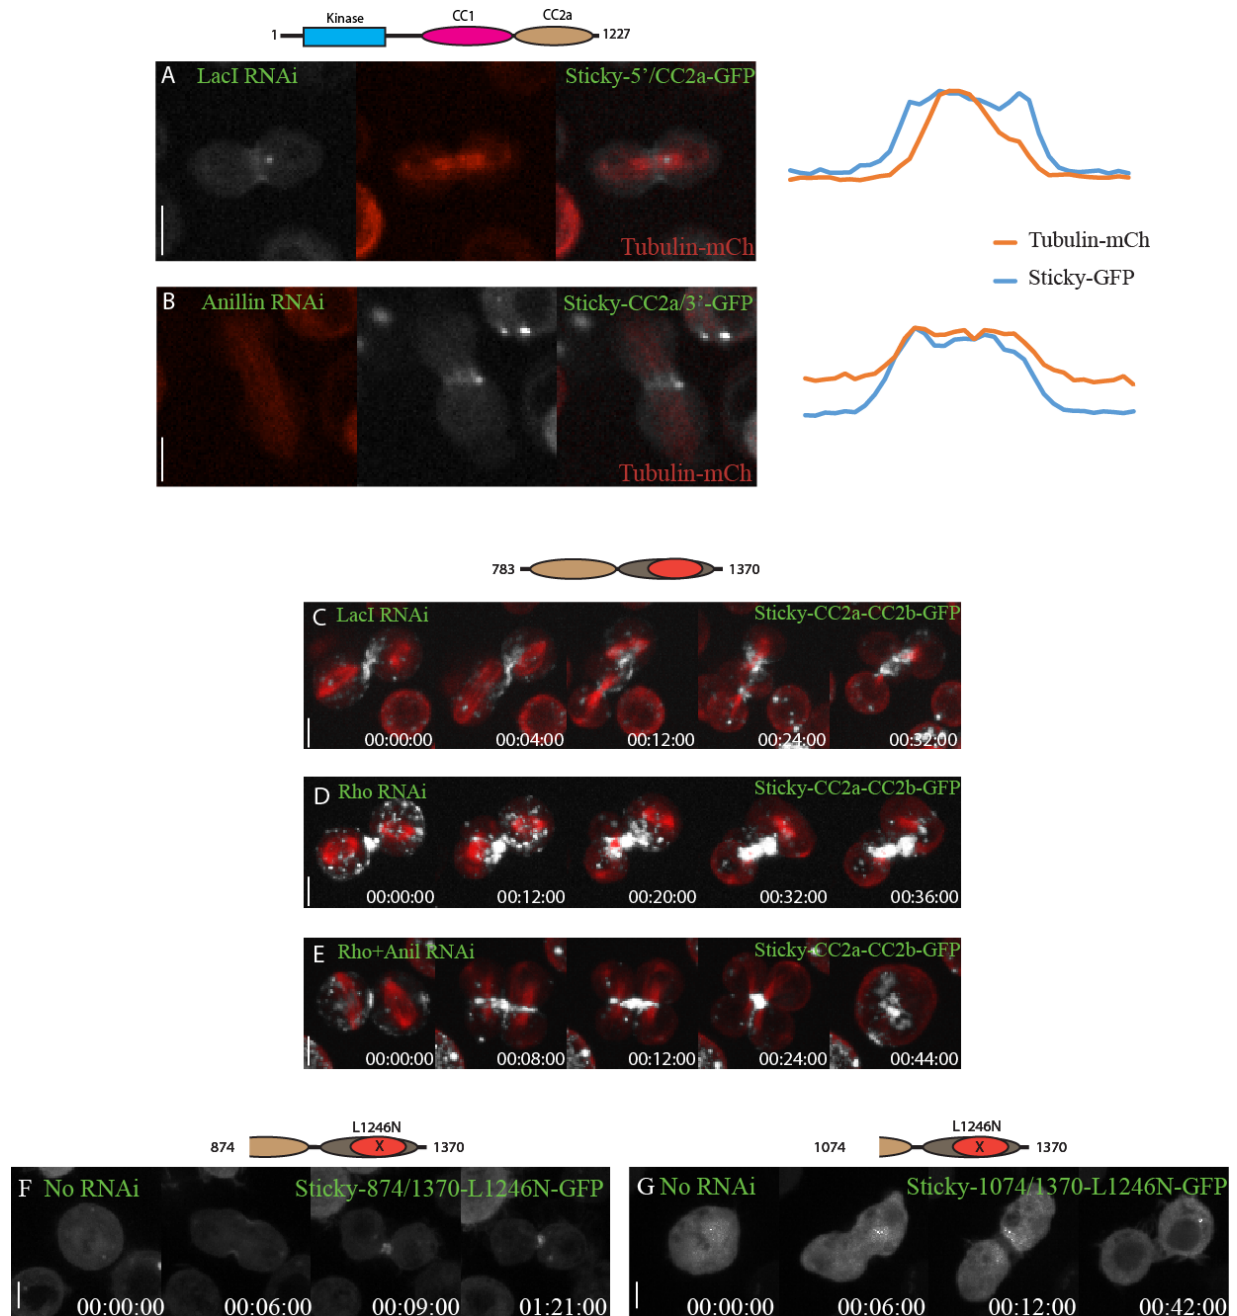 Kinase CC1 CC2a
1 1227
A LacI RNAi Sticky-5’/CC2a-GFP
Tubulin-mCh
Tubulin-mCh
Sticky-GFP
B Anillin RNAi Sticky-CC2a/3’-GFP
Tubulin-mCh
783 1370
C LacI RNAi Sticky-CC2a-CC2b-GFP
00:00:00 00:04:00 00:12:00 00:24:00 00:32:00
D Rho RNAi Sticky-CC2a-CC2b-GFP
00:00:00 00:12:00 00:20:00 00:32:00 00:36:00
E Rho+Anil RNAi Sticky-CC2a-CC2b-GFP
00:00:00 00:08:00 00:12:00 00:24:00 00:44:00
L1246N
874 X 1370
F No RNAi Sticky-874/1370-L1246N-GFP
00:00:00 00:06:00 00:09:00 01:21:00
L1246N
1074 X 1370
G No RNAi Sticky-1074/1370-L1246N-GFP
00:00:00 00:06:00 00:12:00 00:42:00